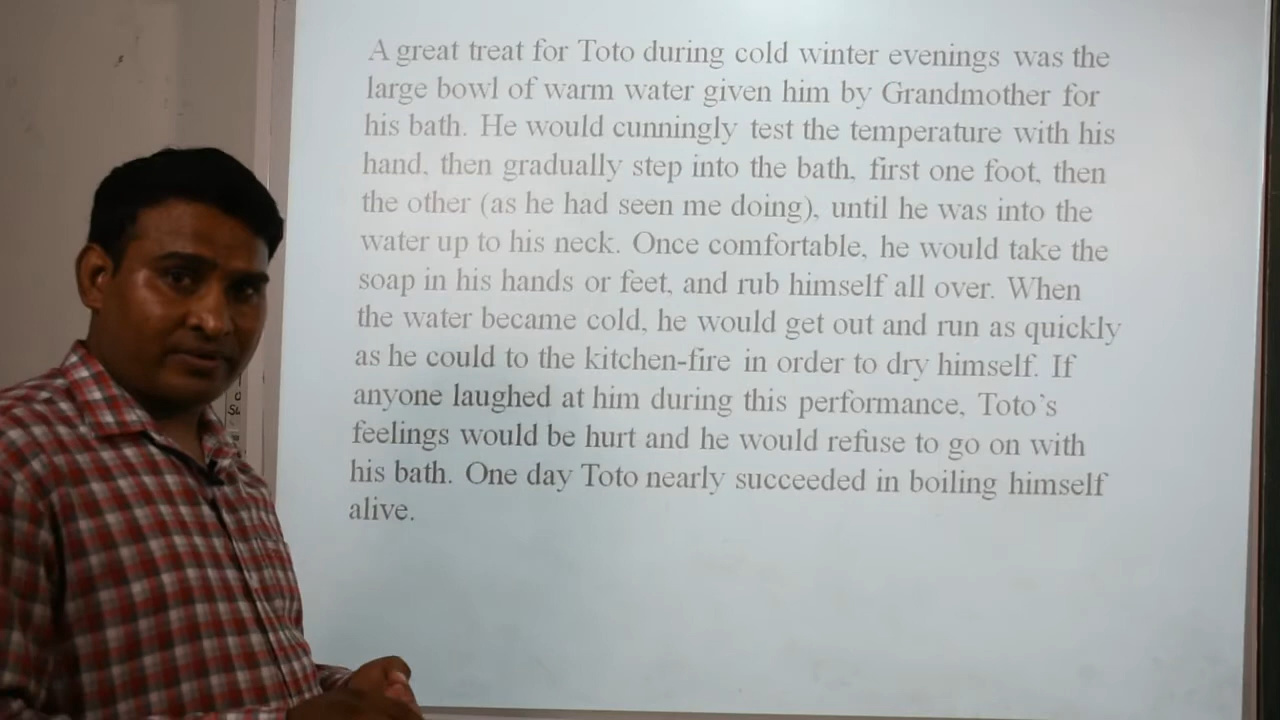 A great treat for Toto during cold winter evenings was the
large bowl of warm water given him by Grandmother for
his bath. He would cunningly test the temperature with his
hand, then gradually step into the bath, first one foot, then
the other (as he had seen me doing), until he was into the
water up to his neck. Once comfortable, he would take the
soap in his hands or feet, and rub himself all over. When
the water became cold, he would get out and run as quickly
as he could to the kitchen-fire in order to dry himself. If
anyone laughed at him during this performance, Toto’s
feelings would be hurt and he would refuse to go on with
his bath. One day Toto nearly succeeded in boiling himself
alive.